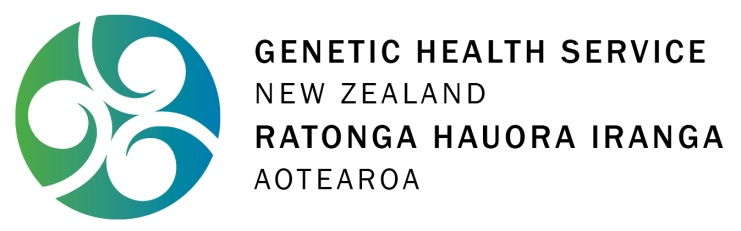 GENETIC HEALTH SERVICE
NEW ZEALAND
RATONGA HAUORA IRANGA
AOTEAROA